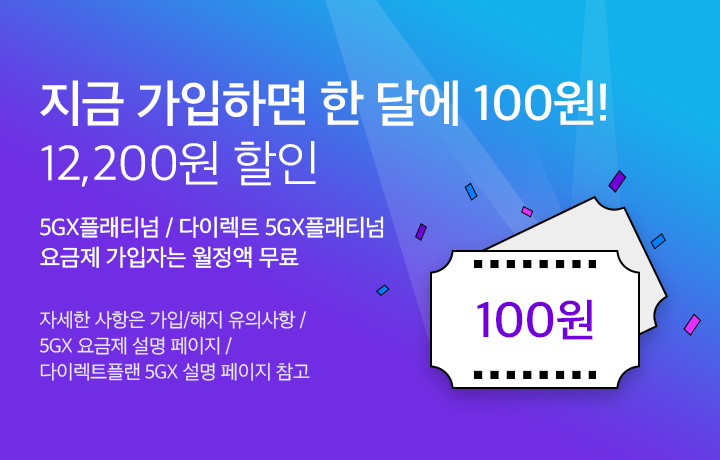 지금 가입하면 한 달에 100원!
12,200원 할인
5GX플래티넘 / 다이렉트 5GX플래티넘
요금제 가입자는 월정액 무료
자세한 사항은 가입/해지 유의사항 /
5GX 요금제 설명 페이지 /
다이렉트플랜 5GX 설명 페이지 참고
100원